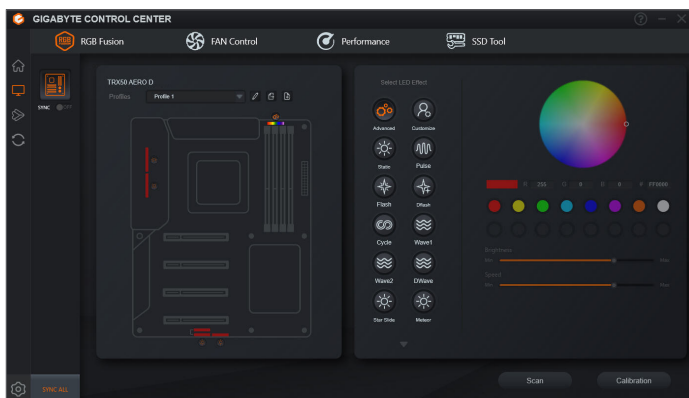 GIGABYTE CONTROL CENTER
RGB Fusion
FAN Control
Performance
SSD Tool
RGB
SYNC OFF
TRX50 AERO D
Profiles Profile 1
Select LED Effect
Advanced Customize
Static Pulse
Flash Dflash
Cycle Wave1
Wave2 DWave
Star Slide Meteor
R 255 G 0 B 0 # FF0000
Brightness
Min Max
Speed
Min Max
Scan Calibration
SYNC ALL